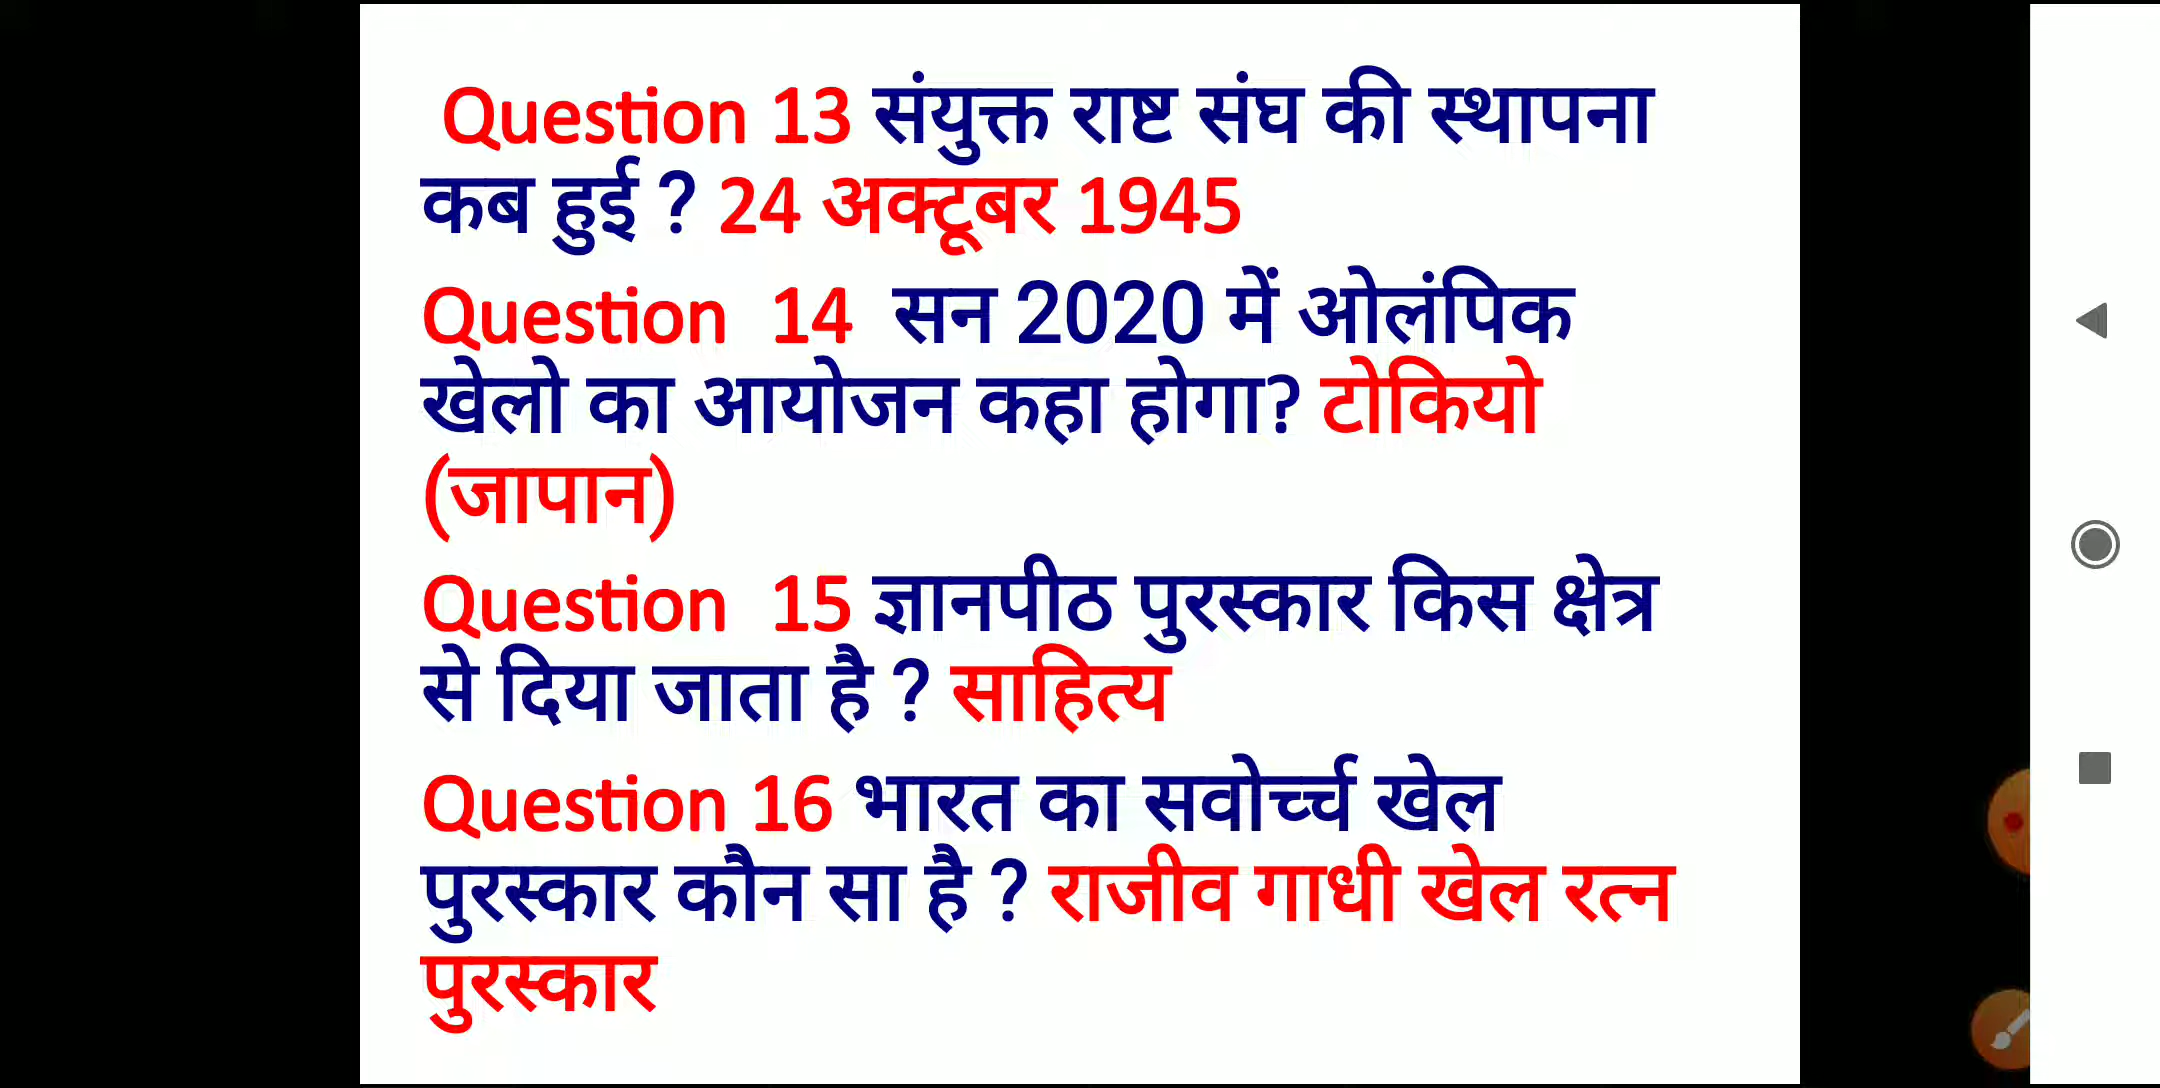 Question 13 संयुक्त राष्ट संघ की स्थापना
कब हुई ? 24 अक्टूबर 1945
Question 14 सन 2020 में ओलंपिक
खेलो का आयोजन कहा होगा? टोकियो
(जापान)
Question 15 ज्ञानपीठ पुरस्कार किस क्षेत्र
से दिया जाता है ? साहित्य
Question 16 भारत का सवोर्च्च खेल
पुरस्कार कौन सा है ? राजीव गाधी खेल रत्न
पुरस्कार